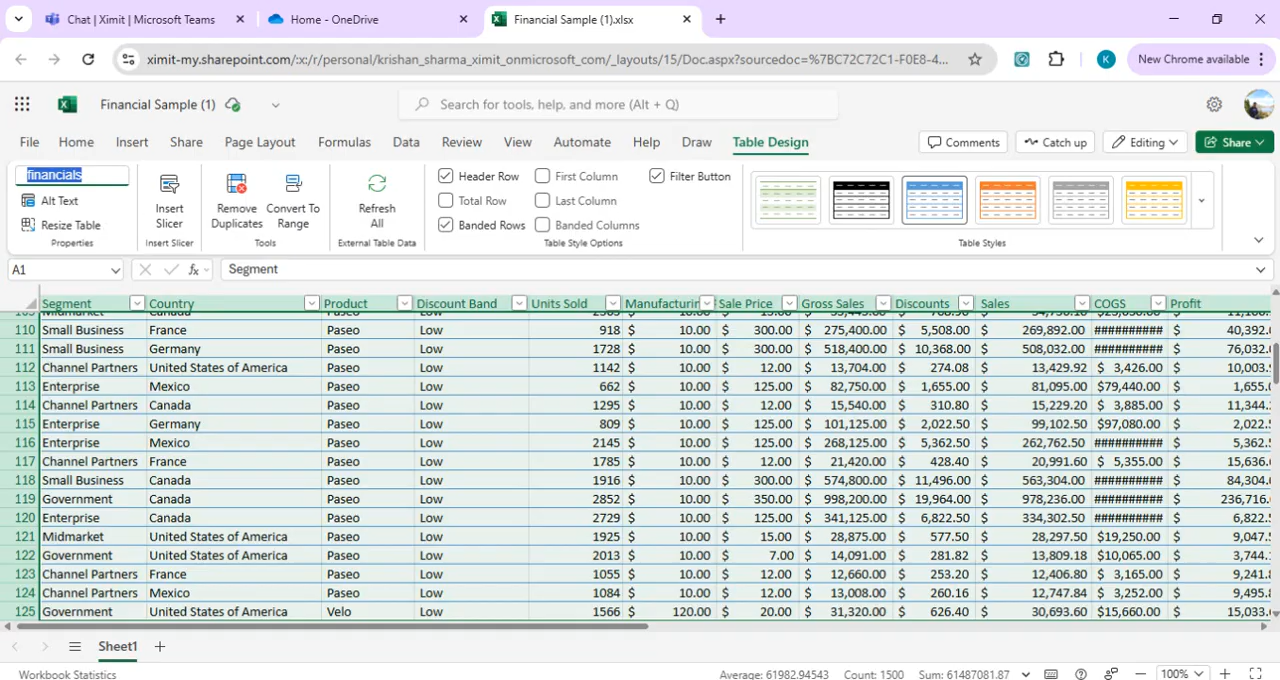 Chat | Ximit | Microsoft Teams
Home - OneDrive
Financial Sample (1).xlsx
ximit-my.sharepoint.com/:x:/r/personal/krishan_sharma_ximit_onmicrosoft_com/_layouts/15/Doc.aspx?sourcedoc=%7BC72C72C1-F0E8-4...
K
New Chrome available
Financial Sample (1)
Search for tools, help, and more (Alt + Q)
File Home Insert Share Page Layout Formulas Data Review View Automate Help Draw Table Design
Comments Catch up Editing Share
financials
Alt Text
Resize Table
Properties
Insert Slicer
Insert Slicer
Remove Duplicates
Convert To Range
Tools
Refresh All
External Table Data
Header Row First Column Filter Button
Total Row Last Column
Banded Rows Banded Columns
Table Style Options
Table Styles
A1 fx Segment
Segment Country Product Discount Band Units Sold Manufacturin Sale Price Gross Sales Discounts Sales COGS Profit
110 Small Business France Paseo Low 918 $ 10.00 $ 300.00 $ 275,400.00 $ 5,508.00 $ 269,892.00 ########## $ 40,392.
111 Small Business Germany Paseo Low 1728 $ 10.00 $ 300.00 $ 518,400.00 $ 10,368.00 $ 508,032.00 ########## $ 76,032.
112 Channel Partners United States of America Paseo Low 1142 $ 10.00 $ 12.00 $ 13,704.00 $ 274.08 $ 13,429.92 $ 3,426.00 $ 10,003.
113 Enterprise Mexico Paseo Low 662 $ 10.00 $ 125.00 $ 82,750.00 $ 1,655.00 $ 81,095.00 $79,440.00 $ 1,655.
114 Channel Partners Canada Paseo Low 1295 $ 10.00 $ 12.00 $ 15,540.00 $ 310.80 $ 15,229.20 $ 3,885.00 $ 11,344.
115 Enterprise Germany Paseo Low 809 $ 10.00 $ 125.00 $ 101,125.00 $ 2,022.50 $ 99,102.50 $97,080.00 $ 2,022.
116 Enterprise Mexico Paseo Low 2145 $ 10.00 $ 125.00 $ 268,125.00 $ 5,362.50 $ 262,762.50 ########## $ 5,362.
117 Channel Partners France Paseo Low 1785 $ 10.00 $ 12.00 $ 21,420.00 $ 428.40 $ 20,991.60 $ 5,355.00 $ 15,636.
118 Small Business Canada Paseo Low 1916 $ 10.00 $ 300.00 $ 574,800.00 $ 11,496.00 $ 563,304.00 ########## $ 84,304.
119 Government Canada Paseo Low 2852 $ 10.00 $ 350.00 $ 998,200.00 $ 19,964.00 $ 978,236.00 ########## $ 236,716.
120 Enterprise Canada Paseo Low 2729 $ 10.00 $ 125.00 $ 341,125.00 $ 6,822.50 $ 334,302.50 ########## $ 6,822.
121 Midmarket United States of America Paseo Low 1925 $ 10.00 $ 15.00 $ 28,875.00 $ 577.50 $ 28,297.50 $19,250.00 $ 9,047.
122 Government United States of America Paseo Low 2013 $ 10.00 $ 7.00 $ 14,091.00 $ 281.82 $ 13,809.18 $10,065.00 $ 3,744.
123 Channel Partners France Paseo Low 1055 $ 10.00 $ 12.00 $ 12,660.00 $ 253.20 $ 12,406.80 $ 3,165.00 $ 9,241.
124 Channel Partners Mexico Paseo Low 1084 $ 10.00 $ 12.00 $ 13,008.00 $ 260.16 $ 12,747.84 $ 3,252.00 $ 9,495.
125 Government United States of America Velo Low 1566 $ 120.00 $ 20.00 $ 31,320.00 $ 626.40 $ 30,693.60 $15,660.00 $ 15,033.
Sheet1
Workbook Statistics Average: 61982.94543 Count: 1500 Sum: 61487081.87 100%